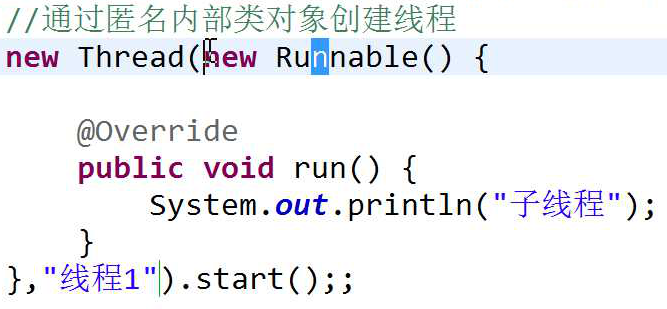 //通过匿名内部类对象创建线程
new Thread(new Runnable() {
@Override
public void run() {
System.out.println("子线程");
}
},"线程1").start();;